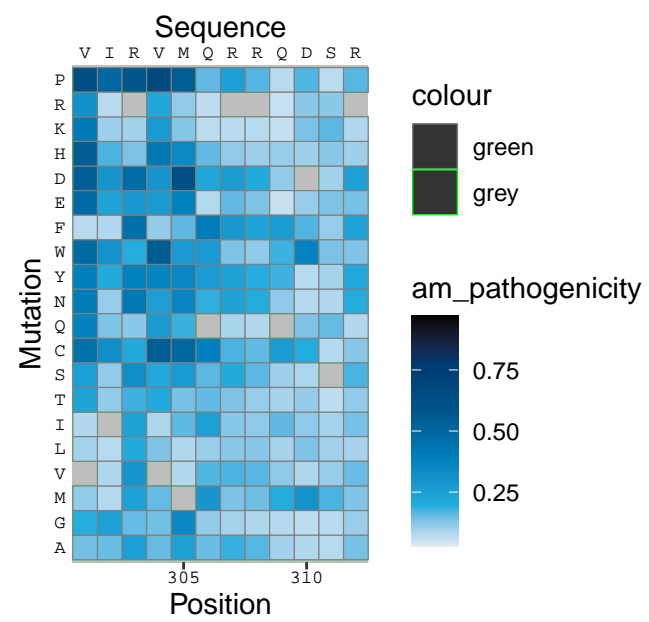 Sequence
V I R V M Q R R Q D S R
P
R
K
H
D
E
F
W
Y
N
Q
C
S
T
I
L
V
M
G
A
Mutation
305 310
Position
colour
green
grey
am_pathogenicity
0.75
0.50
0.25